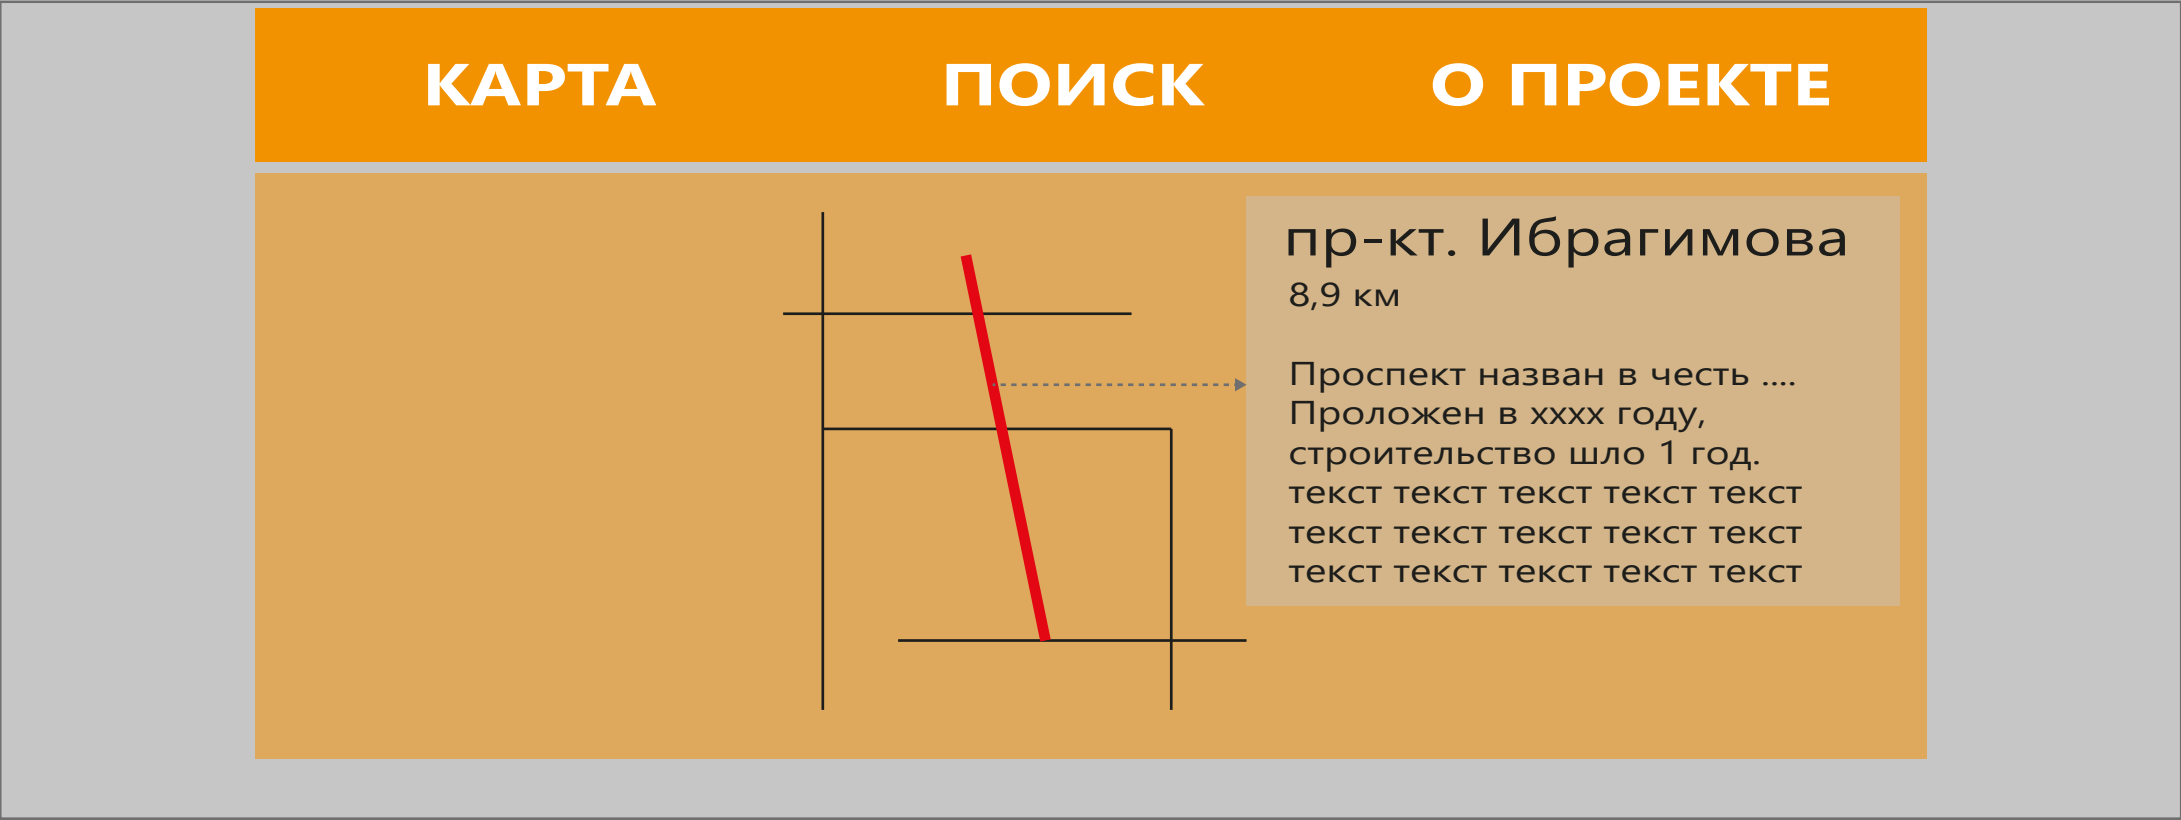 КАРТА ПОИСК О ПРОЕКТЕ
пр-кт. Ибрагимова
8,9 км
Проспект назван в честь ....
Проложен в хххх году,
строительство шло 1 год.
текст текст текст текст текст
текст текст текст текст текст
текст текст текст текст текст